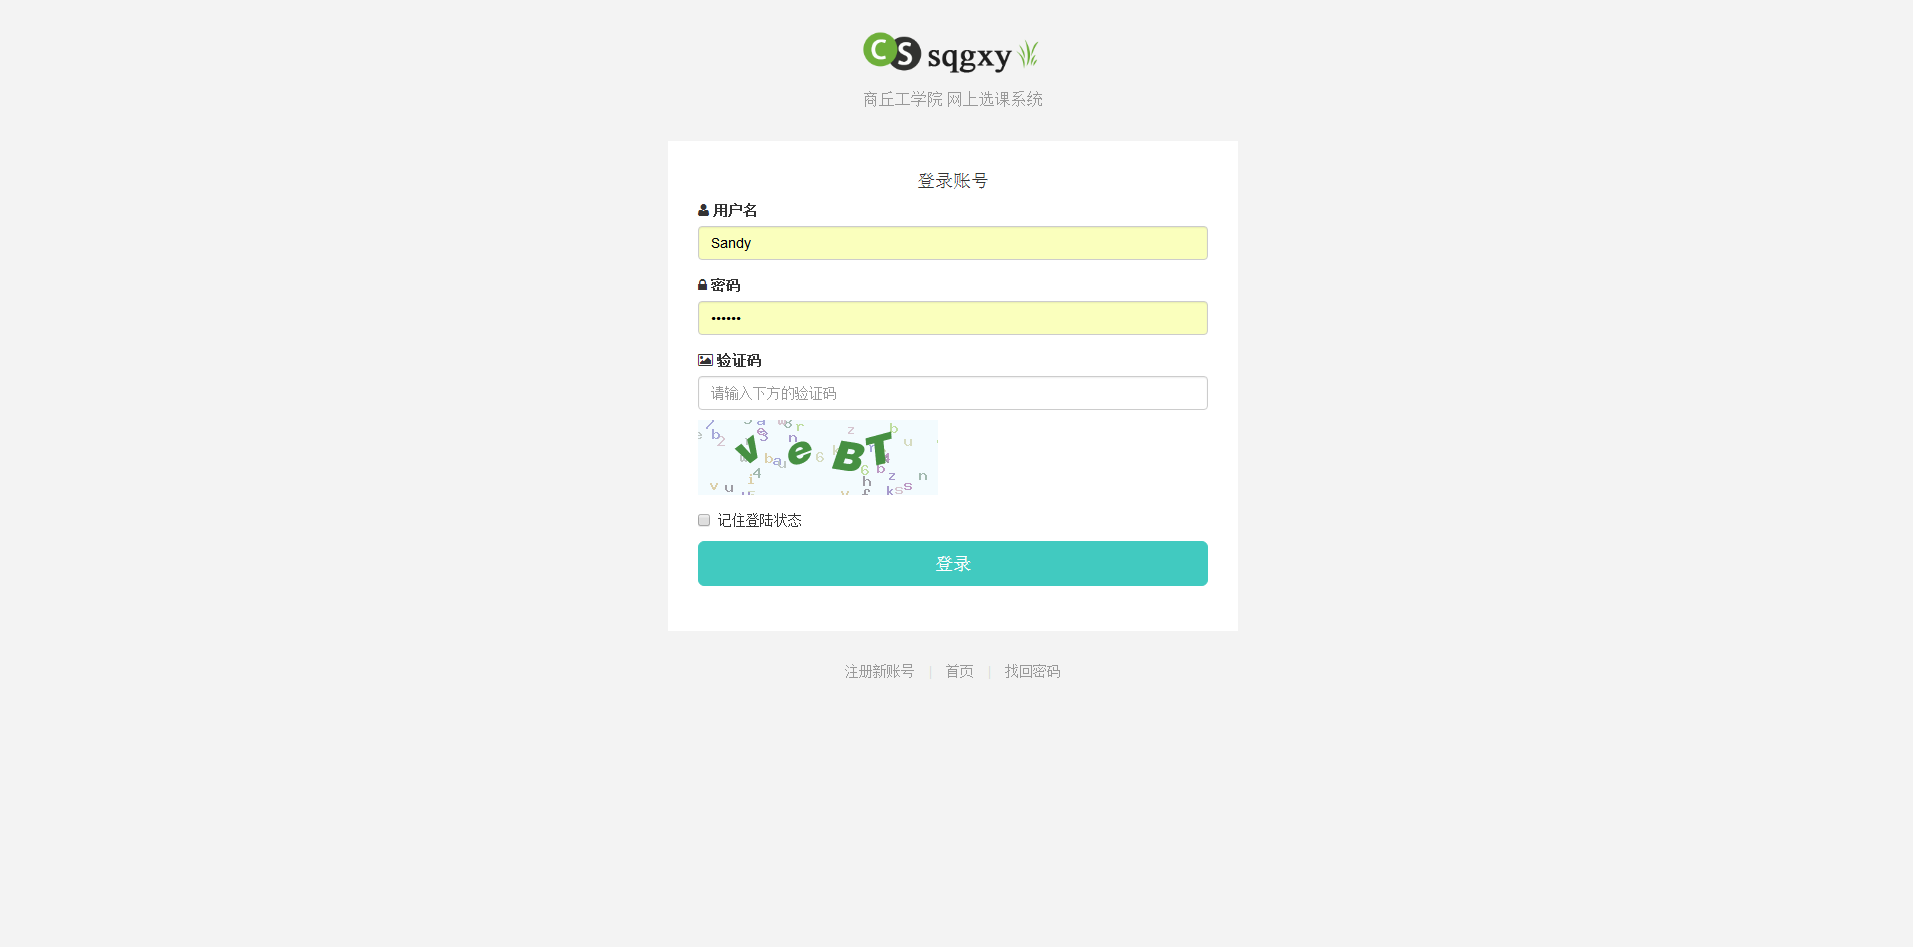 CS sqgxy
商丘工学院 网上选课系统
登录账号
用户名
Sandy
密码
••••••
验证码
请输入下方的验证码
veBT
记住登陆状态
登录
注册新账号 | 首页 | 找回密码